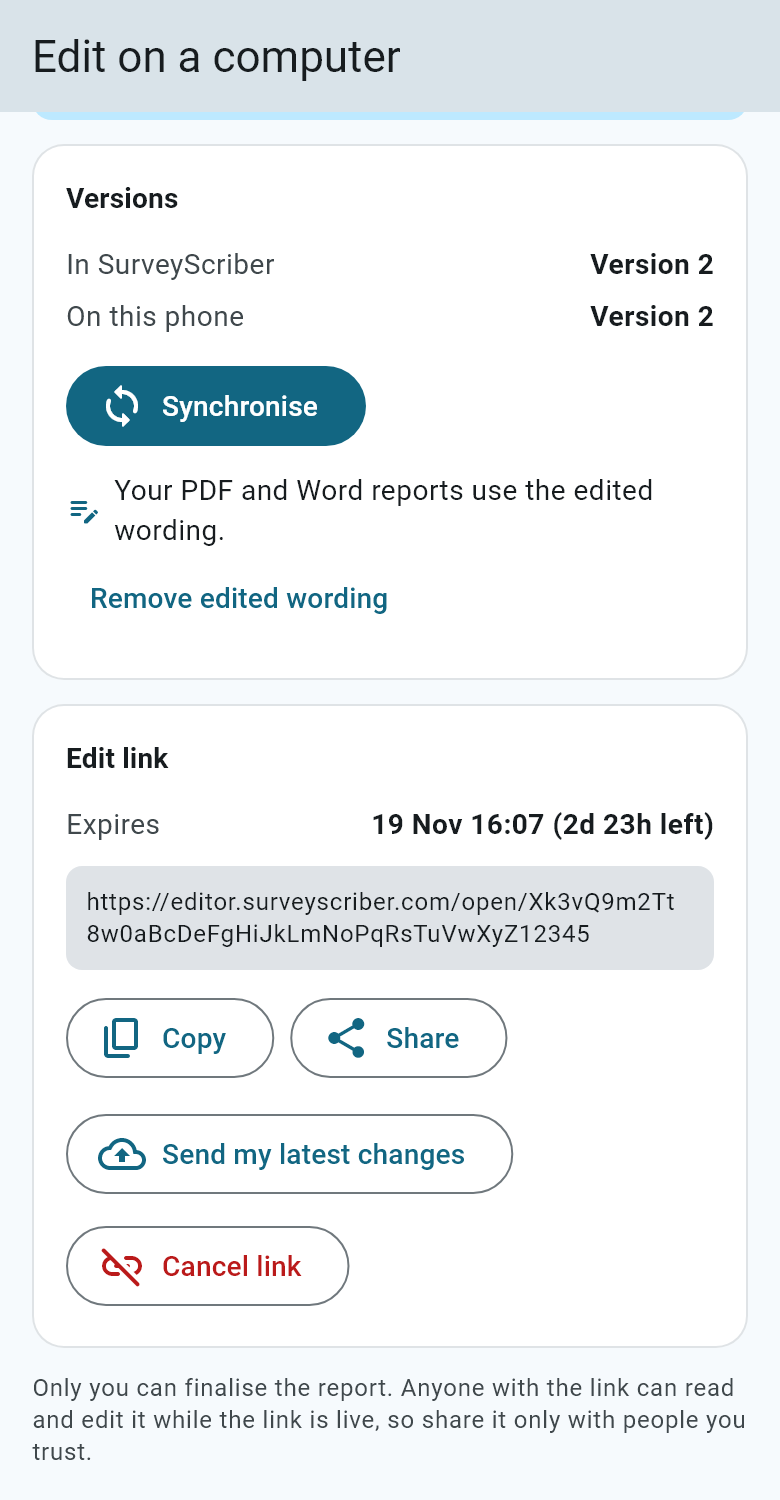 Edit on a computer
Versions
In SurveyScriber Version 2
On this phone Version 2
Synchronise
Your PDF and Word reports use the edited
wording.
Remove edited wording
Edit link
Expires 19 Nov 16:07 (2d 23h left)
https://editor.surveyscriber.com/open/Xk3vQ9m2Tt
8w0aBcDeFgHiJkLmNoPqRsTuVwXyZ12345
Copy Share
Send my latest changes
Cancel link
Only you can finalise the report. Anyone with the link can read
and edit it while the link is live, so share it only with people you
trust.